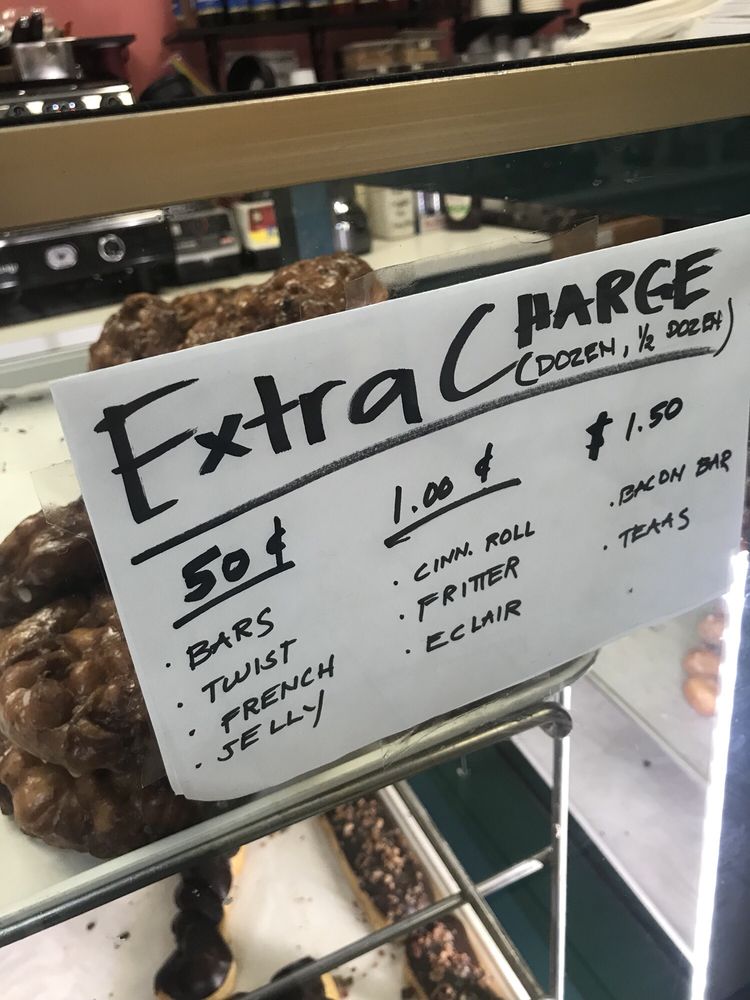 Extra CHARGE
(DOZEN, 1/2 DOZEN)
50¢
· BARS
· TWIST
· FRENCH
· JELLY
1.00 ¢
· CINN. ROLL
· FRITTER
· ECLAIR
$1.50
· BACON BAR
· TEXAS